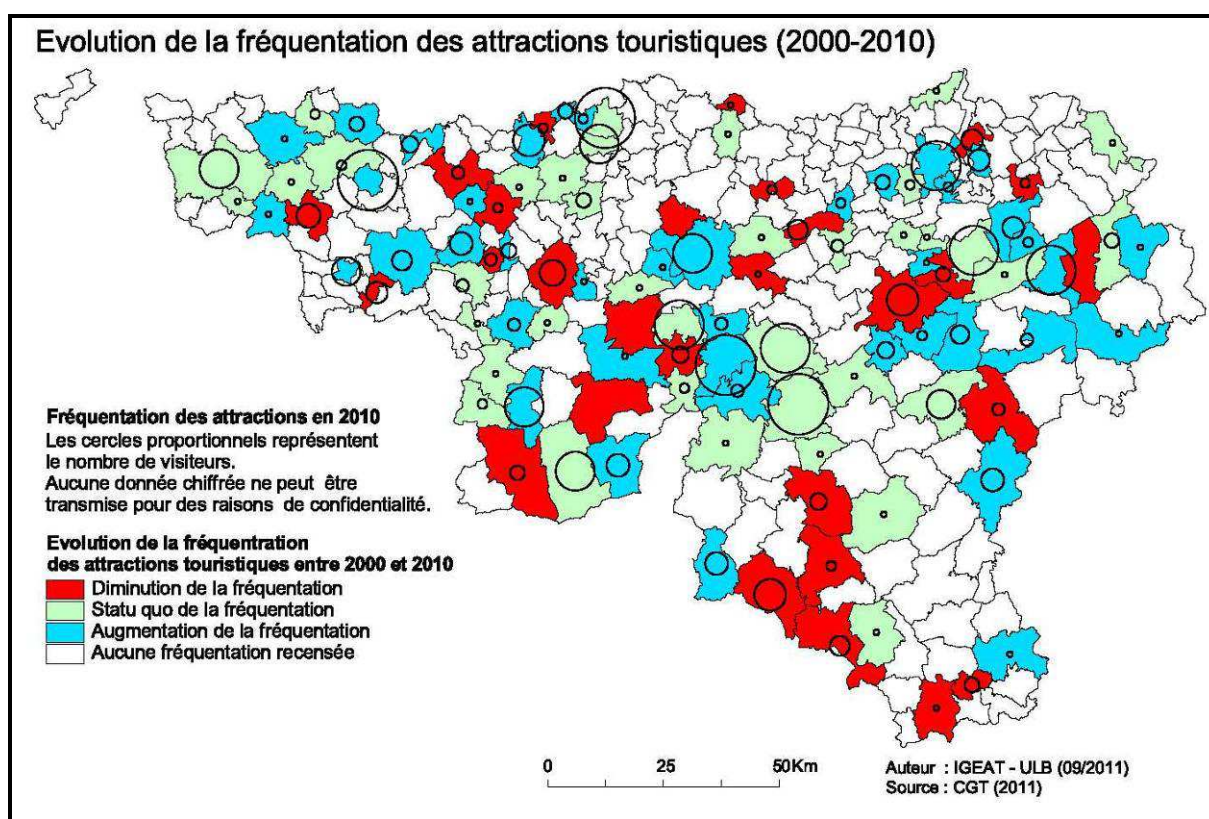 Evolution de la fréquentation des attractions touristiques (2000-2010)
Fréquentation des attractions en 2010
Les cercles proportionnels représentent
le nombre de visiteurs.
Aucune donnée chiffrée ne peut être
transmise pour des raisons de confidentialité.
Evolution de la fréquentration
des attractions touristiques entre 2000 et 2010
Diminution de la fréquentation
Statu quo de la fréquentation
Augmentation de la fréquentation
Aucune fréquentation recensée
0 25 50Km
Auteur : IGEAT - ULB (09/2011)
Source : CGT (2011)